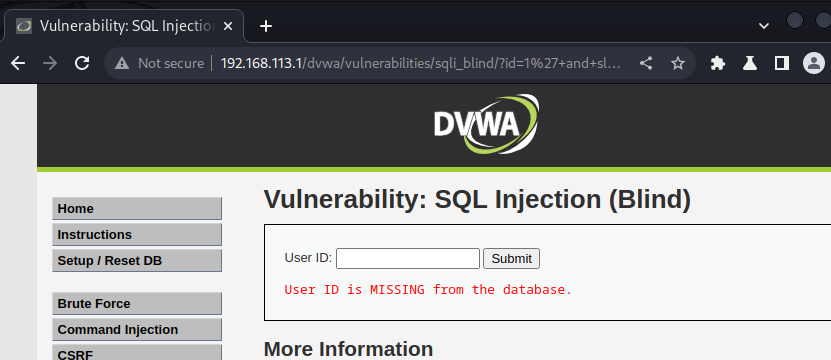 Vulnerability: SQL Injection
Not secure 192.168.113.1/dvwa/vulnerabilities/sqli_blind/?id=1%27+and+sl...
DVWA
Vulnerability: SQL Injection (Blind)
Home
Instructions
Setup / Reset DB
Brute Force
Command Injection
CSRF
User ID:
Submit
User ID is MISSING from the database.
More Information